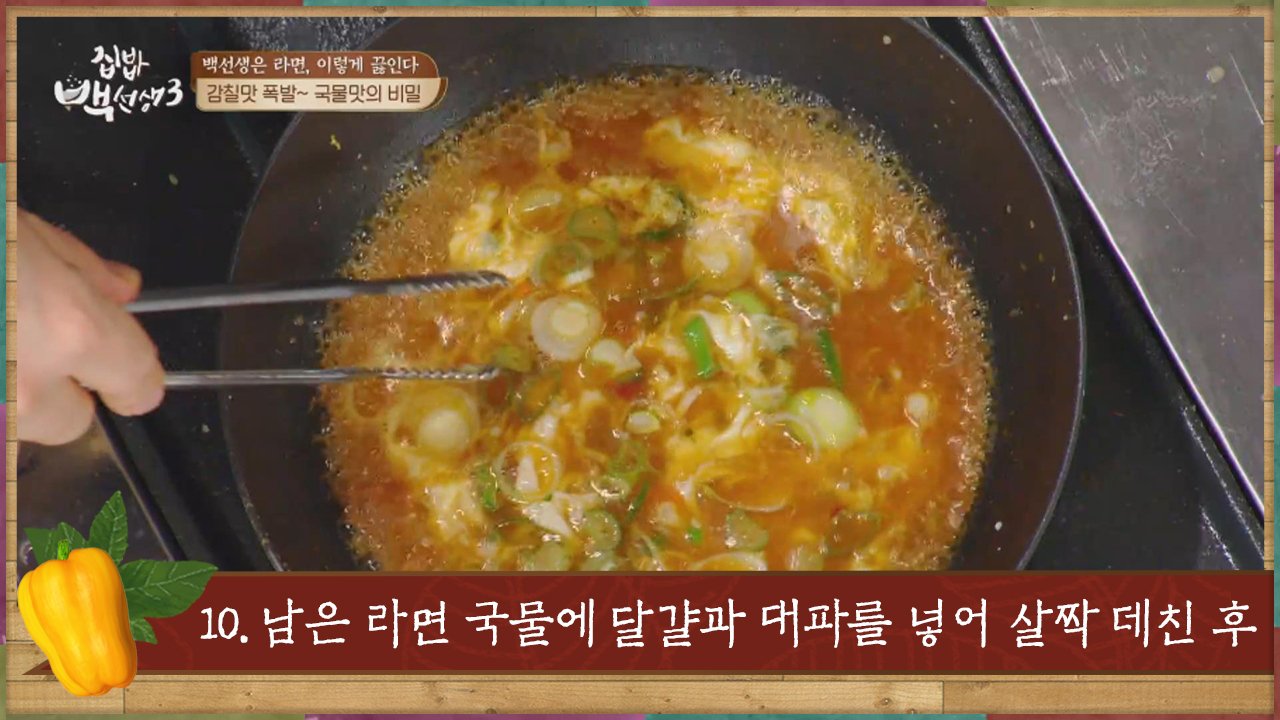 집밥
백선생3
백선생은 라면, 이렇게 끓인다
감칠맛 폭발~ 국물맛의 비밀
10. 남은 라면 국물에 달걀과 대파를 넣어 살짝 데친 후